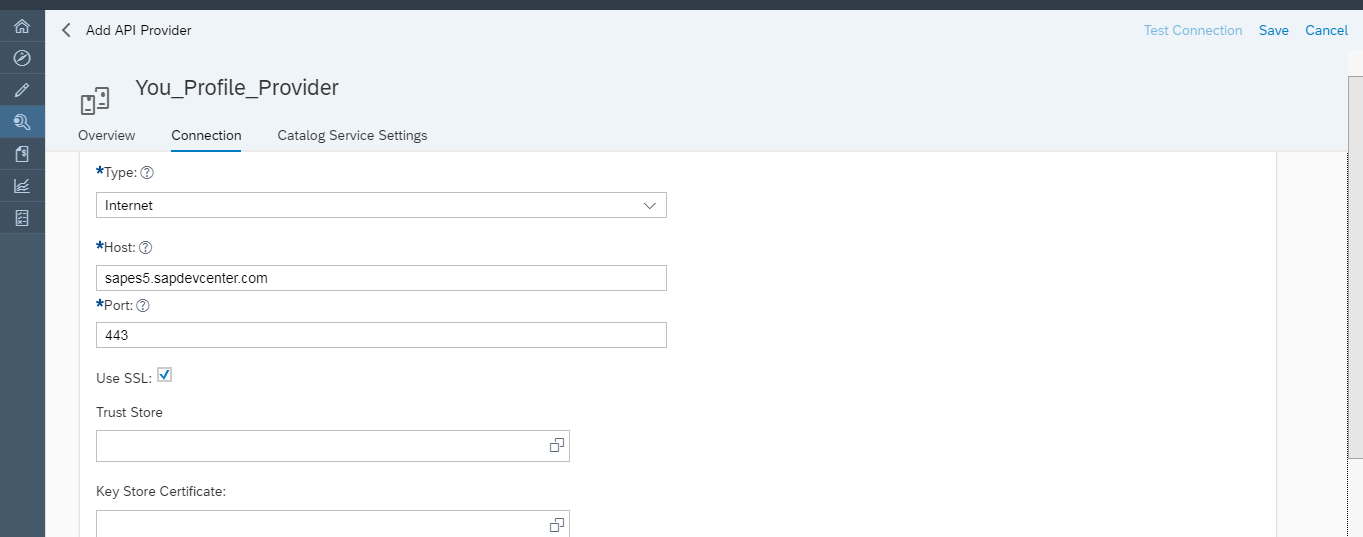 Add API Provider
Test Connection Save Cancel
You_Profile_Provider
Overview Connection Catalog Service Settings
*Type:
Internet
*Host:
sapes5.sapdevcenter.com
*Port:
443
Use SSL:
Trust Store
Key Store Certificate: